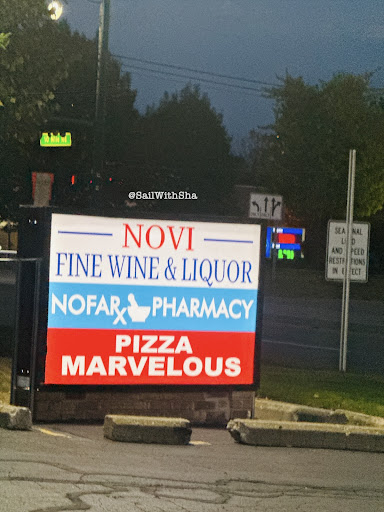 @SailWithSha
NOVI
FINE WINE & LIQUOR
NOFAR PHARMACY
PIZZA
MARVELOUS
SEASONAL
LOAD
AND SPEED
RESTRICTIONS
IN EFFECT